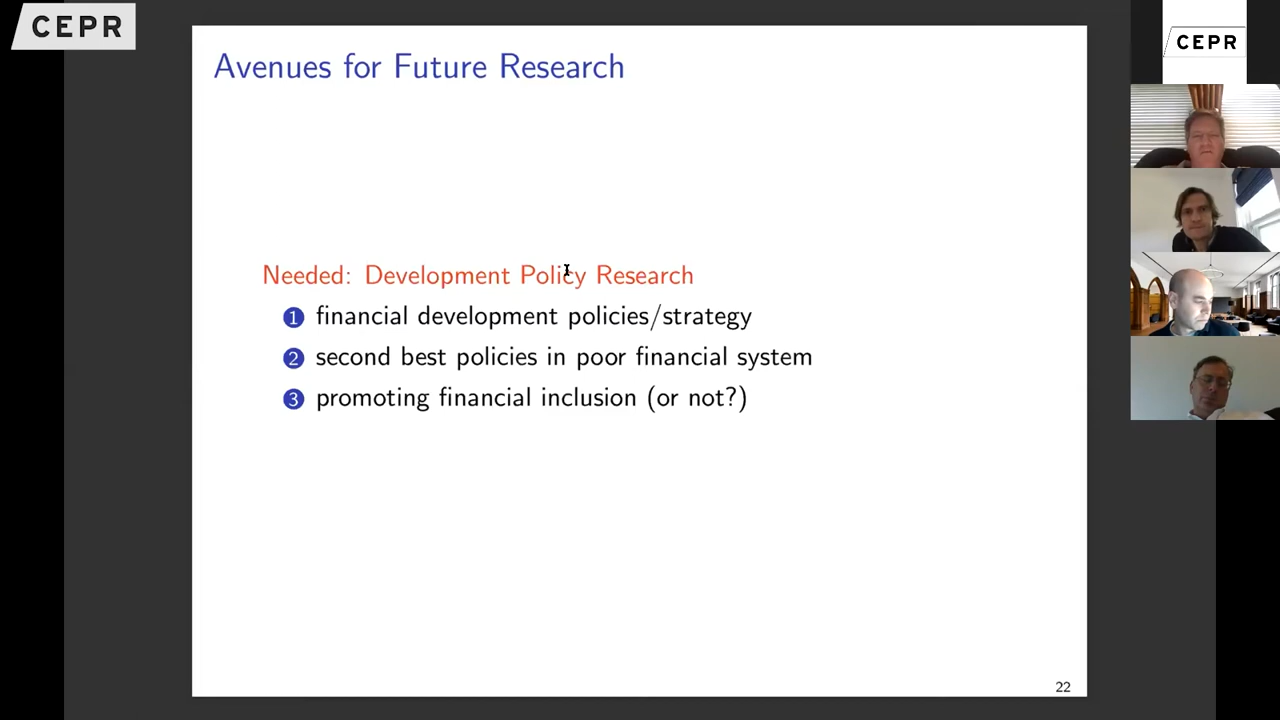 CEPR
CEPR
Avenues for Future Research
Needed: Development Policy Research
1 financial development policies/strategy
2 second best policies in poor financial system
3 promoting financial inclusion (or not?)
22